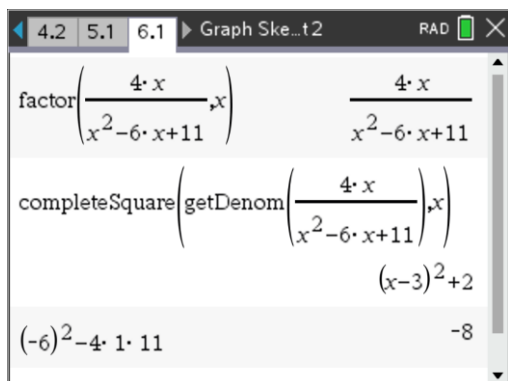 4.2 5.1 6.1 Graph Ske...t2 RAD
factor(4·x/(x²-6·x+11),x) 4·x/(x²-6·x+11)
completeSquare(getDenom(4·x/(x²-6·x+11)),x)
(x-3)²+2
(-6)²-4·1·11 -8